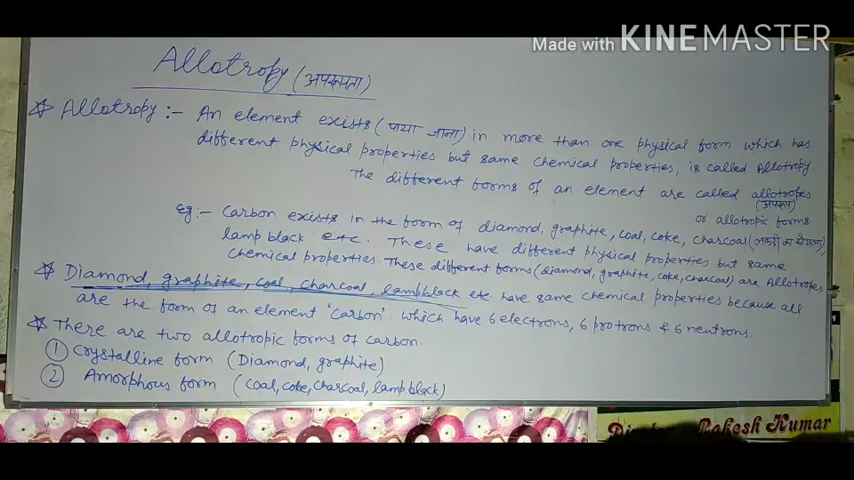 Made with KINEMASTER
Allotropy (अपरूपता)
☆ Allotropy :- An element exists (पाया जाना) in more than one physical form which has
different physical properties but same chemical properties, is called Allotropy.
The different forms of an element are called allotropes
(अपरूप)
or allotropic forms
Eg:- Carbon exists in the form of diamond, graphite, coal, coke, charcoal (लकड़ी का कोयला),
lamp black etc. These have different physical properties but same
chemical properties. These different forms (diamond, graphite, coke, charcoal) are Allotropes
☆ Diamond, graphite, coal, charcoal, lampblack etc have same chemical properties because all
are the form of an element 'Carbon' which have 6 electrons, 6 protrons & 6 neutrons.
☆ There are two allotropic forms of carbon.
① Crystalline form (Diamond, graphite)
② Amorphous form (Coal, coke, charcoal, lamp black)
Rakesh Kumar